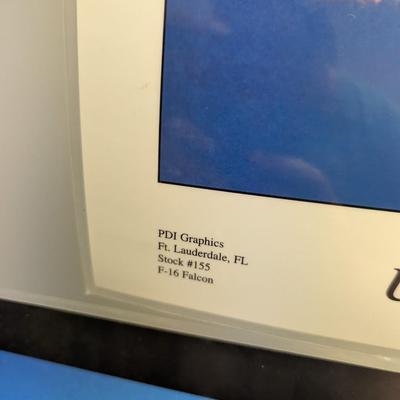 PDI Graphics
Ft. Lauderdale, FL
Stock #155
F-16 Falcon